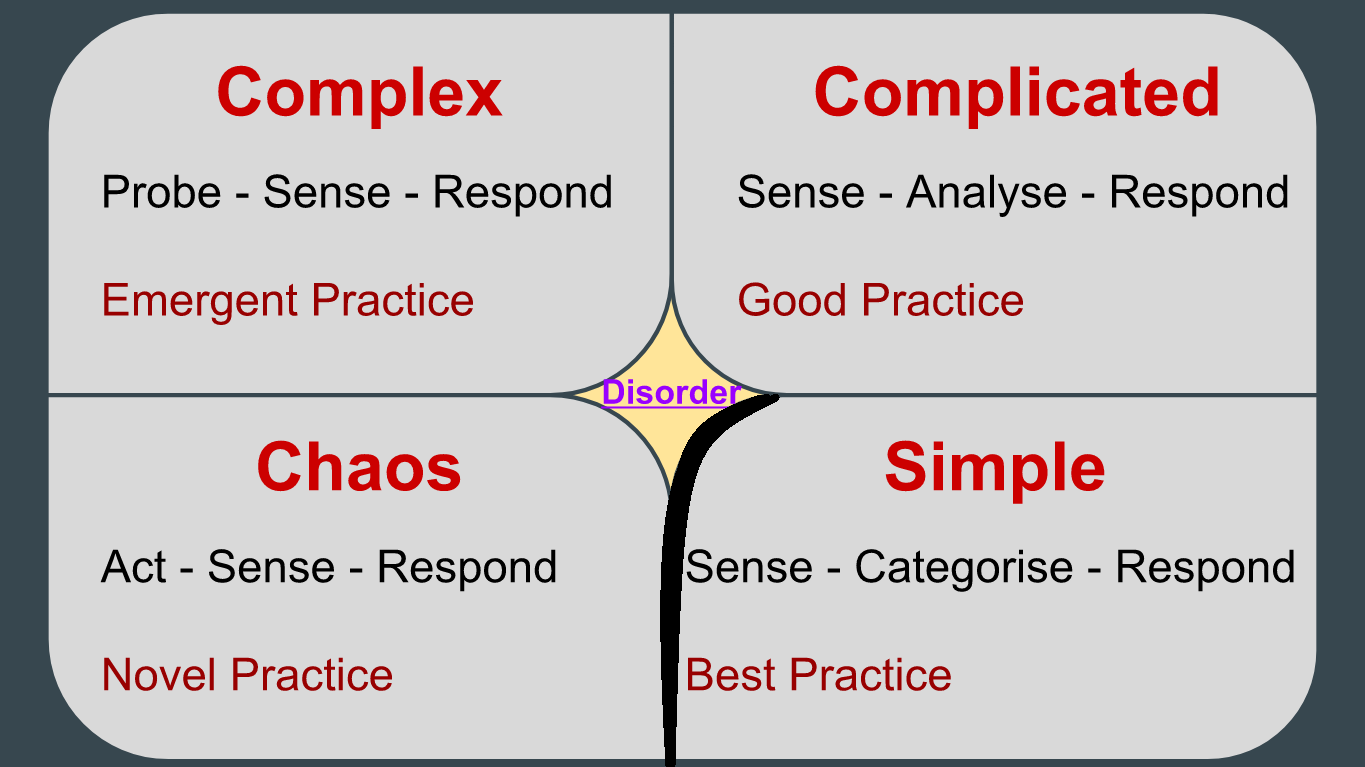 Complex
Probe - Sense - Respond
Emergent Practice
Complicated
Sense - Analyse - Respond
Good Practice
Disorder
Chaos
Act - Sense - Respond
Novel Practice
Simple
Sense - Categorise - Respond
Best Practice